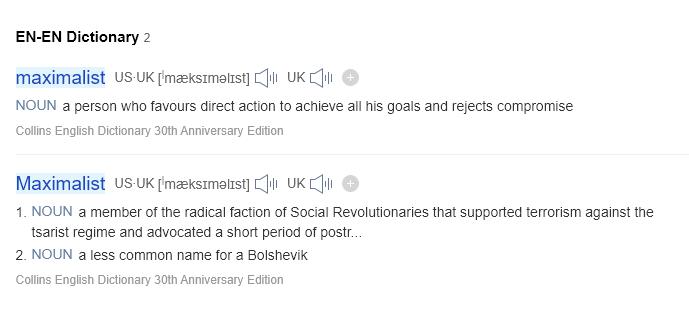 EN-EN Dictionary 2
maximalist US·UK [ˈmæksɪməlɪst] UK
NOUN a person who favours direct action to achieve all his goals and rejects compromise
Collins English Dictionary 30th Anniversary Edition
Maximalist US·UK [ˈmæksɪməlɪst] UK
1. NOUN a member of the radical faction of Social Revolutionaries that supported terrorism against the
tsarist regime and advocated a short period of postr...
2. NOUN a less common name for a Bolshevik
Collins English Dictionary 30th Anniversary Edition